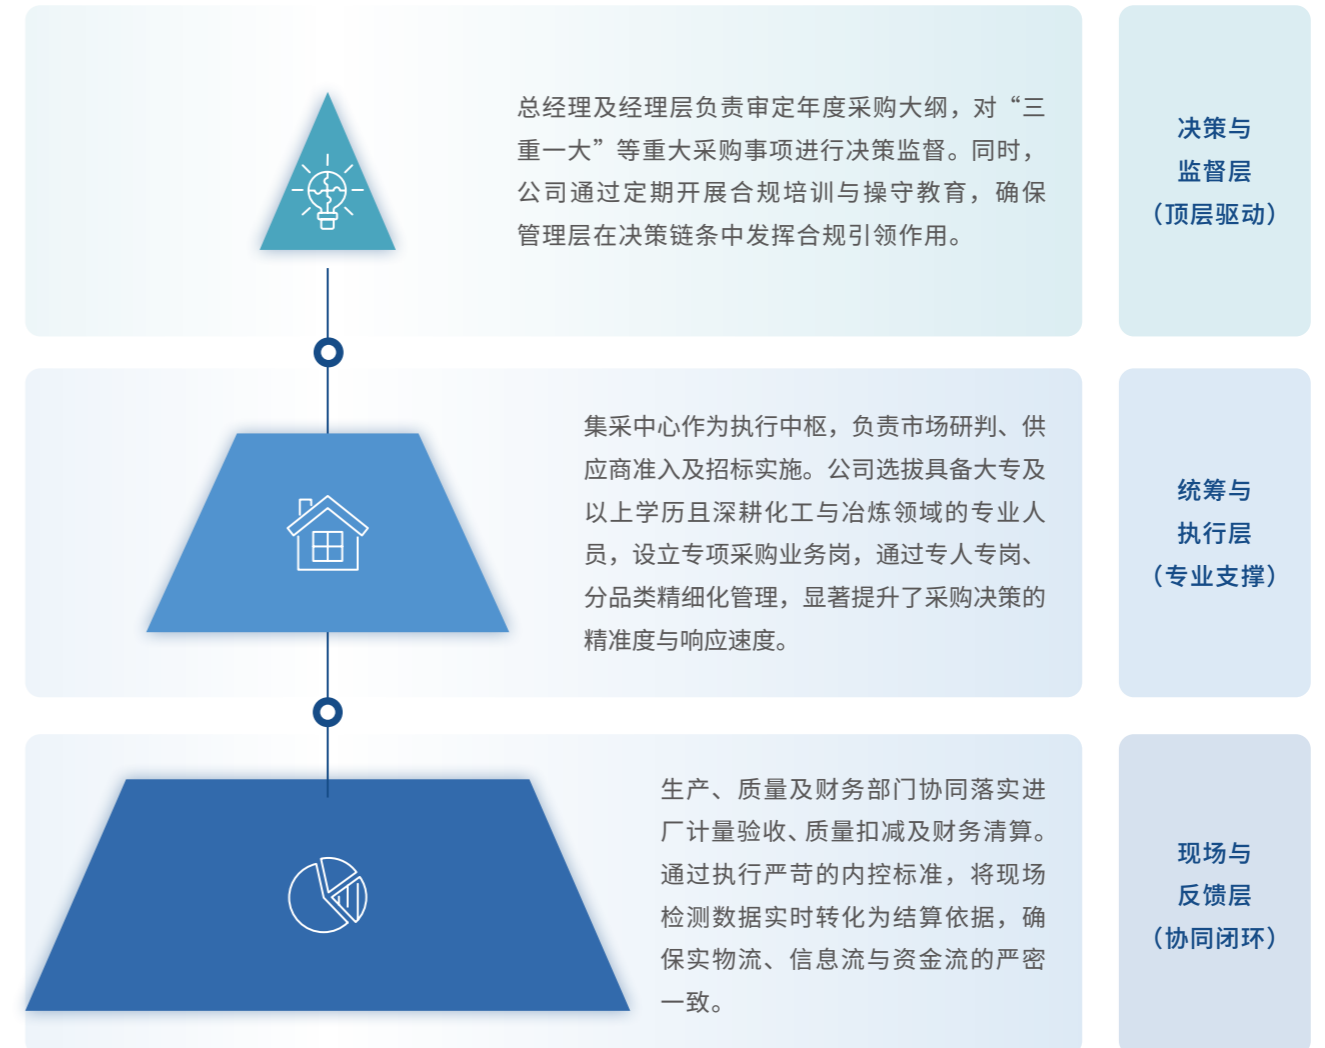 总经理及经理层负责审定年度采购大纲，对“三
重一大”等重大采购事项进行决策监督。同时，
公司通过定期开展合规培训与操守教育，确保
管理层在决策链条中发挥合规引领作用。
决策与
监督层
（顶层驱动）
集采中心作为执行中枢，负责市场研判、供
应商准入及招标实施。公司选拔具备大专及
以上学历且深耕化工与冶炼领域的专业人
员，设立专项采购业务岗，通过专人专岗、
分品类精细化管理，显著提升了采购决策的
精准度与响应速度。
统筹与
执行层
（专业支撑）
生产、质量及财务部门协同落实进
厂计量验收、质量扣减及财务清算。
通过执行严苛的内控标准，将现场
检测数据实时转化为结算依据，确
保实物流、信息流与资金流的严密
一致。
现场与
反馈层
（协同闭环）